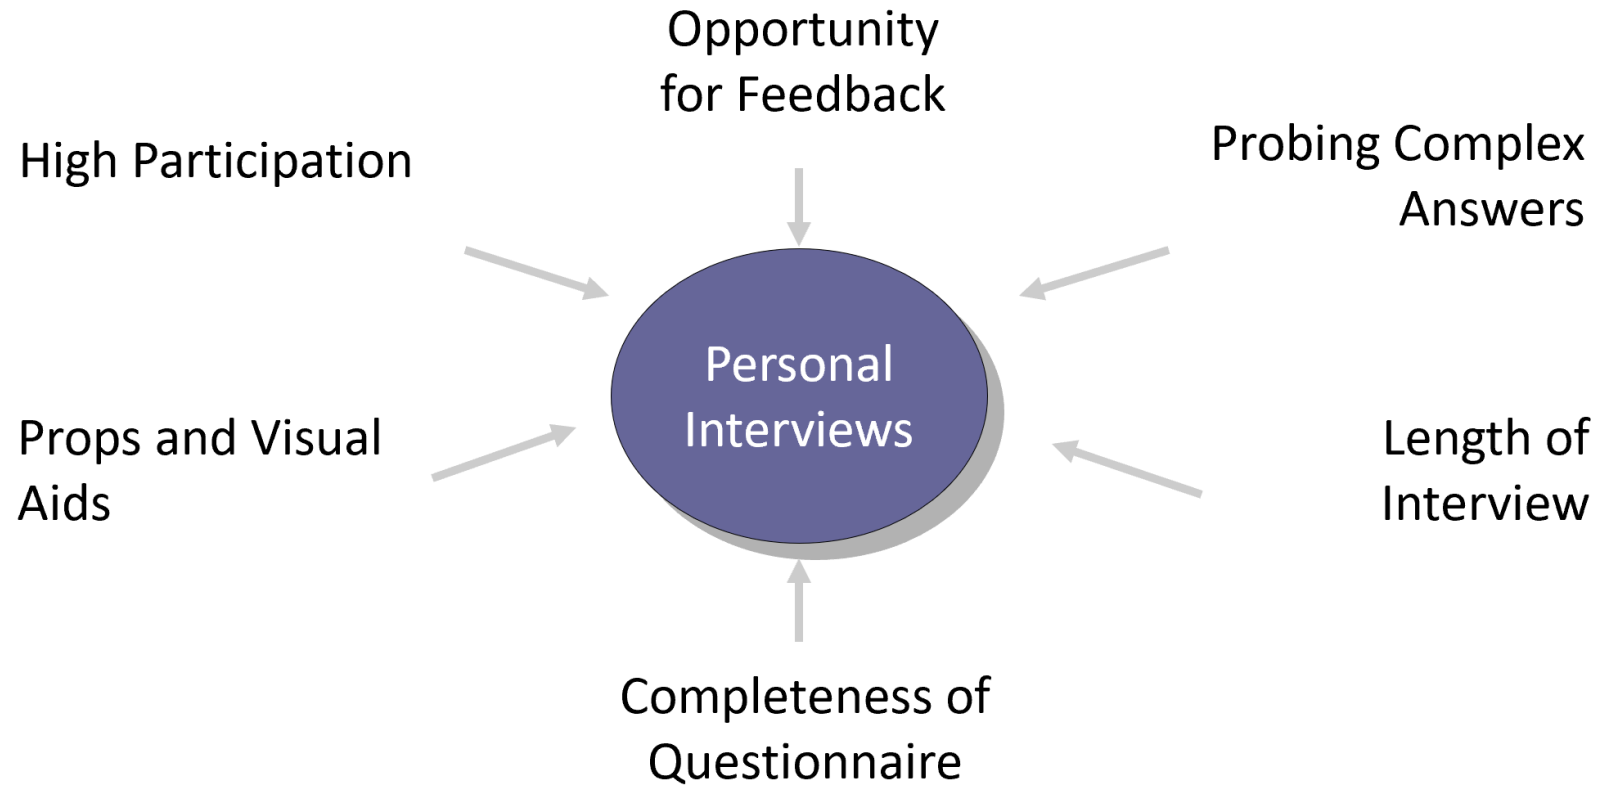 Opportunity
for Feedback
High Participation
Probing Complex
Answers
Personal
Interviews
Props and Visual
Aids
Length of
Interview
Completeness of
Questionnaire